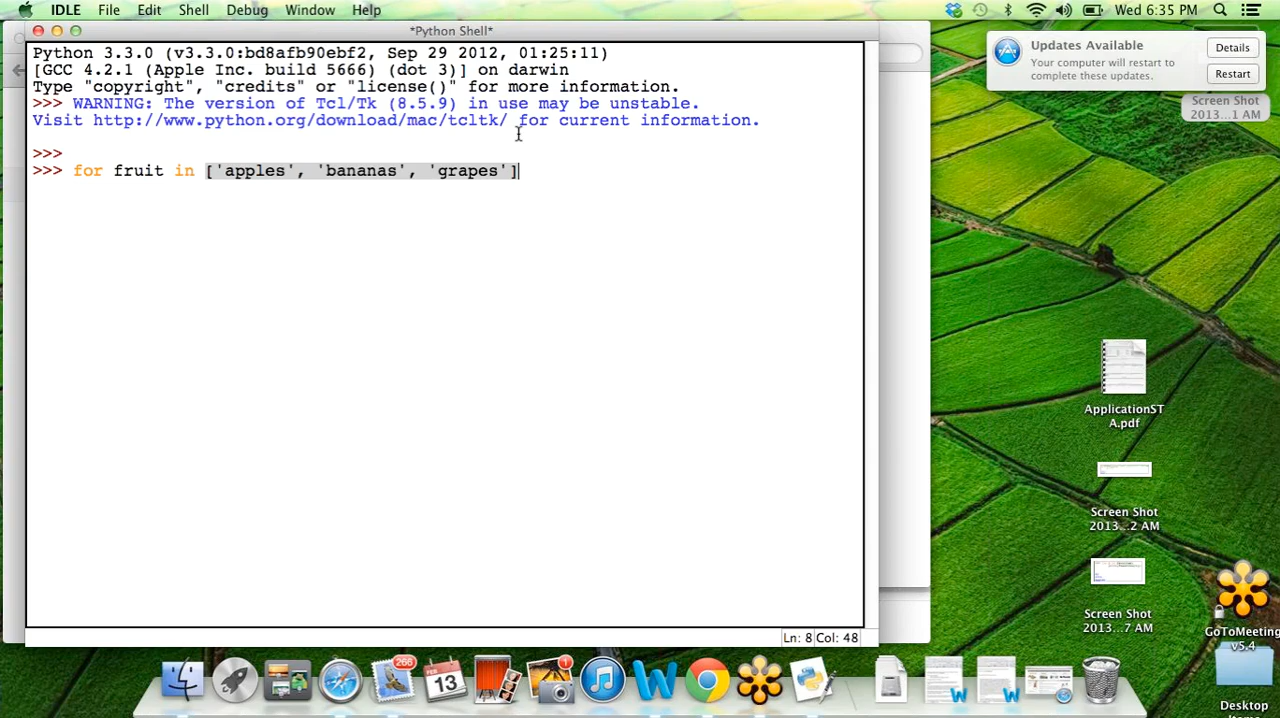 IDLE File Edit Shell Debug Window Help
Wed 6:35 PM
*Python Shell*
Python 3.3.0 (v3.3.0:bd8afb90ebf2, Sep 29 2012, 01:25:11)
[GCC 4.2.1 (Apple Inc. build 5666) (dot 3)] on darwin
Type "copyright", "credits" or "license()" for more information.
>>> WARNING: The version of Tcl/Tk (8.5.9) in use may be unstable.
Visit http://www.python.org/download/mac/tcltk/ for current information.
>>>
>>> for fruit in ['apples', 'bananas', 'grapes']
Ln: 8 Col: 48
Updates Available
Your computer will restart to
complete these updates.
Details
Restart
Screen Shot
2013...1 AM
ApplicationST
A.pdf
Screen Shot
2013...2 AM
Screen Shot
2013...7 AM
GoToMeeting
v5.4
Desktop
266
FEB
13
1
W
W
W